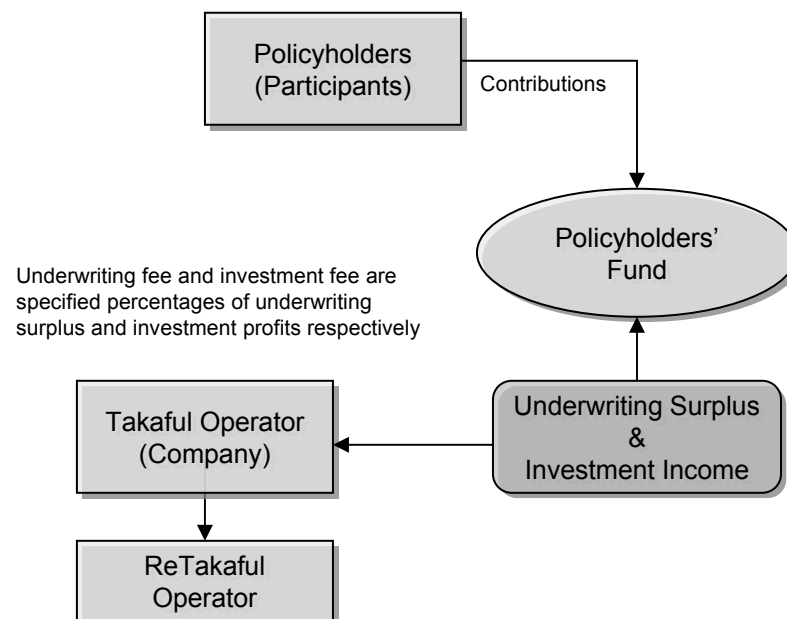 Policyholders
(Participants)
Contributions
Policyholders’
Fund
Underwriting fee and investment fee are
specified percentages of underwriting
surplus and investment profits respectively
Takaful Operator
(Company)
Underwriting Surplus
&
Investment Income
ReTakaful
Operator